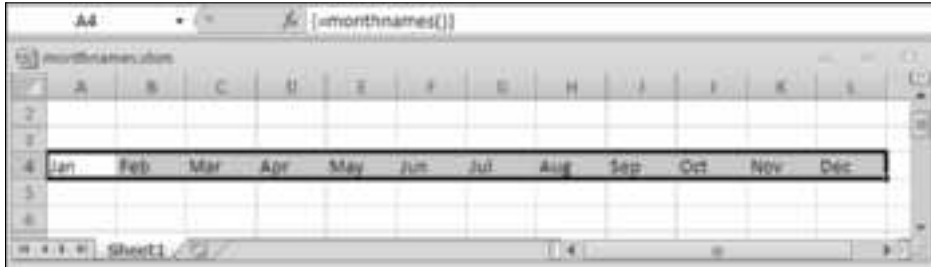 A4 fx {=monthnames()}
monthnames.xlsm
A B C D E F G H I J K L
2
3
4 Jan Feb Mar Apr May Jun Jul Aug Sep Oct Nov Dec
5
6
Sheet1